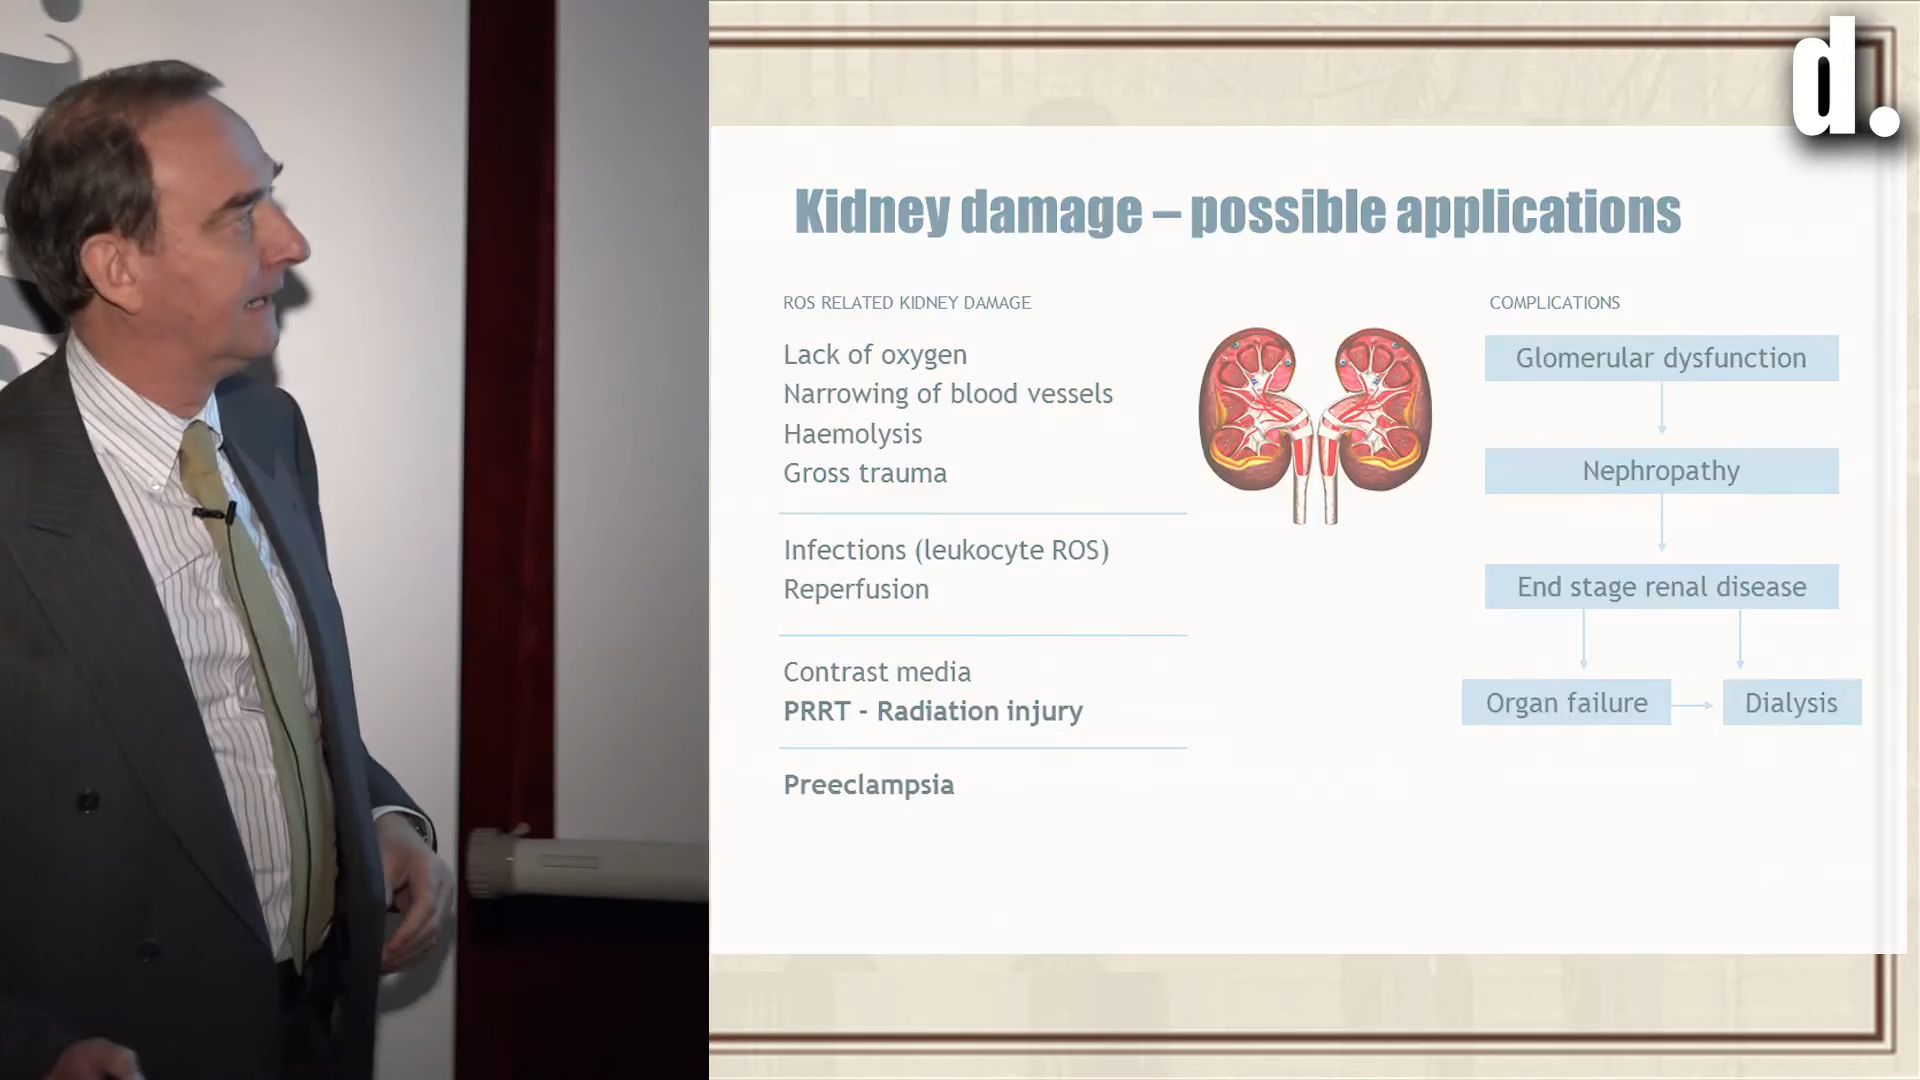 d.
Kidney damage – possible applications
ROS RELATED KIDNEY DAMAGE
Lack of oxygen
Narrowing of blood vessels
Haemolysis
Gross trauma
Infections (leukocyte ROS)
Reperfusion
Contrast media
PRRT - Radiation injury
Preeclampsia
COMPLICATIONS
Glomerular dysfunction
Nephropathy
End stage renal disease
Organ failure
Dialysis